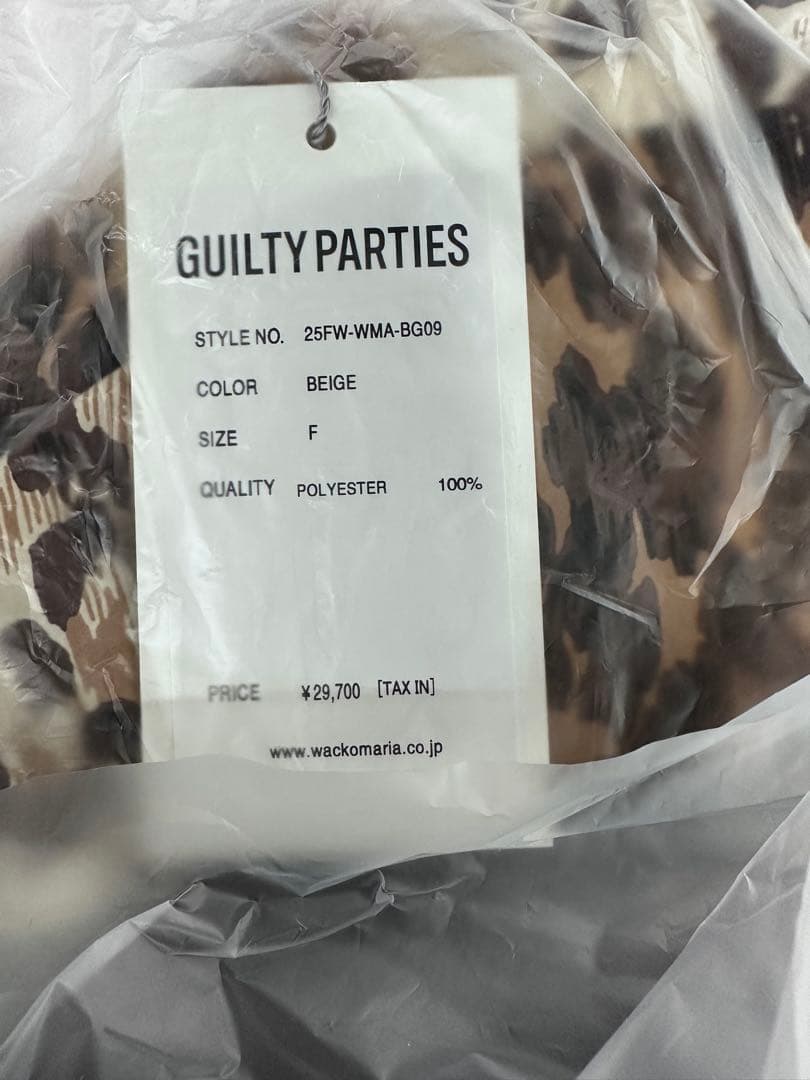 GUILTY PARTIES
STYLE NO. 25FW-WMA-BG09
COLOR BEIGE
SIZE F
QUALITY POLYESTER 100%
PRICE ¥29,700 [TAX IN]
www.wackomaria.co.jp